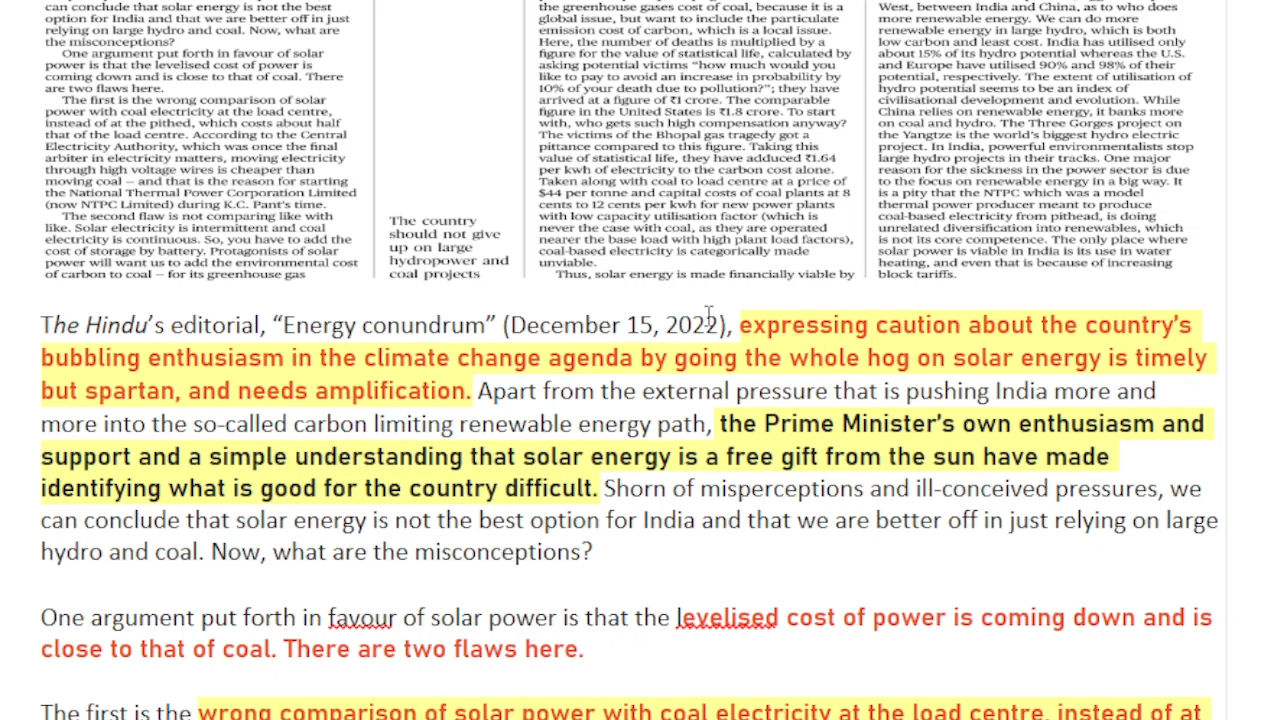 can conclude that solar energy is not the best
option for India and that we are better off in just
relying on large hydro and coal. Now, what are
the misconceptions?
One argument put forth in favour of solar
power is that the levelised cost of power is
coming down and is close to that of coal. There
are two flaws here.
The first is the wrong comparison of solar
power with coal electricity at the load centre,
instead of at the pithed, which costs about half
that of the load centre. According to the Central
Electricity Authority, which was once the final
arbiter in electricity matters, moving electricity
through high voltage wires is cheaper than
moving coal – and that is the reason for starting
the National Thermal Power Corporation Limited
(now NTPC Limited) during K.C. Pant's time.
The second flaw is not comparing like with
like. Solar electricity is intermittent and coal
electricity is continuous. So, you have to add the
cost of storage by battery. Protagonists of solar
power will want us to add the environmental cost
of carbon to coal – for its greenhouse gas
The country
should not give
up on large
hydropower and
coal projects
the greenhouse gases cost of coal, because it is a
global issue, but want to include the particulate
emission cost of carbon, which is a local issue.
Here, the number of deaths is multiplied by a
figure for the value of statistical life, calculated by
asking potential victims "how much would you
like to pay to avoid an increase in probability by
10% of your death due to pollution?"; they have
arrived at a figure of ₹1 crore. The comparable
figure in the United States is ₹1.8 crore. To start
with, who gets such high compensation anyway?
The victims of the Bhopal gas tragedy got a
pittance compared to this figure. Taking this
value of statistical life, they have adduced ₹1.64
per kwh of electricity to the carbon cost alone.
Taken along with coal to load centre at a price of
$44 per tonne and capital costs of coal plants at 8
cents to 12 cents per kwh for new power plants
with low capacity utilisation factor (which is
never the case with coal, as they are operated
nearer the base load with high plant load factors),
coal-based electricity is categorically made
unviable.
Thus, solar energy is made financially viable by
West, between India and China, as to who does
more renewable energy. We can do more
renewable energy in large hydro, which is both
low carbon and least cost. India has utilised only
about 15% of its hydro potential whereas the U.S.
and Europe have utilised 90% and 98% of their
potential, respectively. The extent of utilisation of
hydro potential seems to be an index of
civilisational development and evolution. While
China relies on renewable energy, it banks more
on coal and hydro. The Three Gorges project on
the Yangtze is the world's biggest hydro electric
project. In India, powerful environmentalists stop
large hydro projects in their tracks. One major
reason for the sickness in the power sector is due
to the focus on renewable energy in a big way. It
is a pity that the NTPC which was a model
thermal power producer meant to produce
coal-based electricity from pithead, is doing
unrelated diversification into renewables, which
is not its core competence. The only place where
solar power is viable in India is its use in water
heating, and even that is because of increasing
block tariffs.
The Hindu's editorial, "Energy conundrum" (December 15, 2022), expressing caution about the country's
bubbling enthusiasm in the climate change agenda by going the whole hog on solar energy is timely
but spartan, and needs amplification. Apart from the external pressure that is pushing India more and
more into the so-called carbon limiting renewable energy path, the Prime Minister's own enthusiasm and
support and a simple understanding that solar energy is a free gift from the sun have made
identifying what is good for the country difficult. Shorn of misperceptions and ill-conceived pressures, we
can conclude that solar energy is not the best option for India and that we are better off in just relying on large
hydro and coal. Now, what are the misconceptions?
One argument put forth in favour of solar power is that the levelised cost of power is coming down and is
close to that of coal. There are two flaws here.
The first is the wrong comparison of solar power with coal electricity at the load centre, instead of at